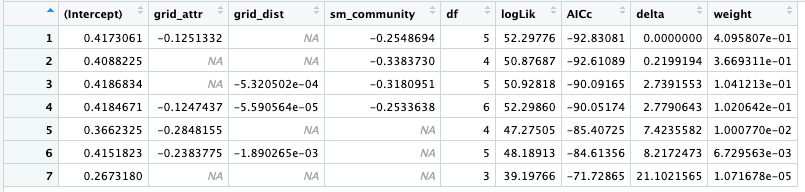 (Intercept) grid_attr grid_dist sm_community df logLik AICc delta weight
1 0.4173061 -0.1251332 NA -0.2548694 5 52.29776 -92.83081 0.0000000 4.095807e-01
2 0.4088225 NA NA -0.3383730 4 50.87687 -92.61089 0.2199194 3.669311e-01
3 0.4186834 NA -5.320502e-04 -0.3180951 5 50.92818 -90.09165 2.7391553 1.041213e-01
4 0.4184671 -0.1247437 -5.590564e-05 -0.2533638 6 52.29860 -90.05174 2.7790643 1.020642e-01
5 0.3662325 -0.2848155 NA NA 4 47.27505 -85.40725 7.4235582 1.000770e-02
6 0.4151823 -0.2383775 -1.890265e-03 NA 5 48.18913 -84.61356 8.2172473 6.729563e-03
7 0.2673180 NA NA NA 3 39.19766 -71.72865 21.1021565 1.071678e-05